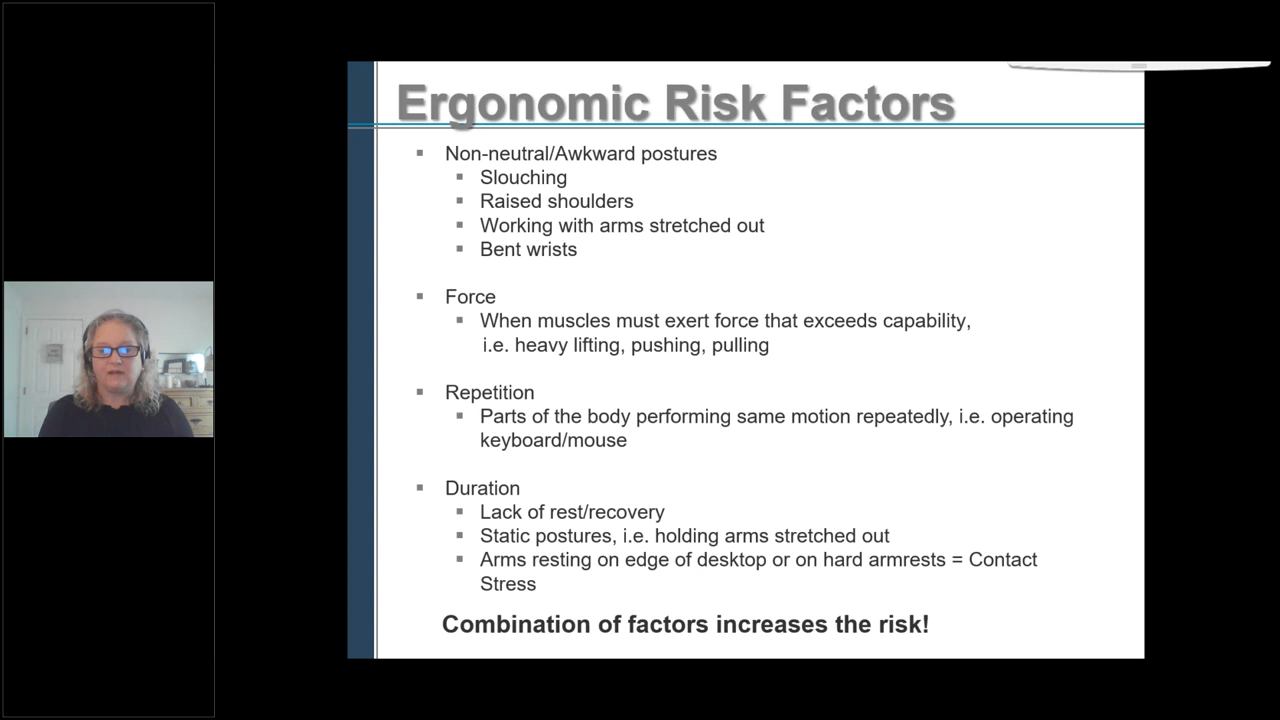 Ergonomic Risk Factors
▪ Non-neutral/Awkward postures
▪ Slouching
▪ Raised shoulders
▪ Working with arms stretched out
▪ Bent wrists
▪ Force
▪ When muscles must exert force that exceeds capability,
i.e. heavy lifting, pushing, pulling
▪ Repetition
▪ Parts of the body performing same motion repeatedly, i.e. operating
keyboard/mouse
▪ Duration
▪ Lack of rest/recovery
▪ Static postures, i.e. holding arms stretched out
▪ Arms resting on edge of desktop or on hard armrests = Contact
Stress
Combination of factors increases the risk!